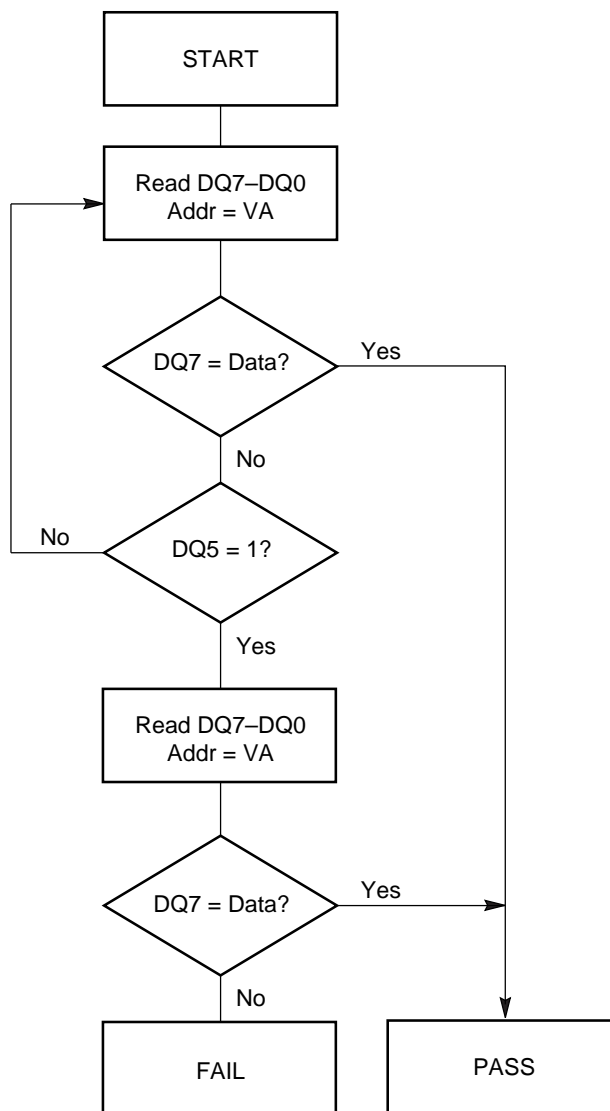 START
Read DQ7–DQ0
Addr = VA
DQ7 = Data?
Yes
No
No
DQ5 = 1?
Yes
Read DQ7–DQ0
Addr = VA
DQ7 = Data?
Yes
No
FAIL
PASS